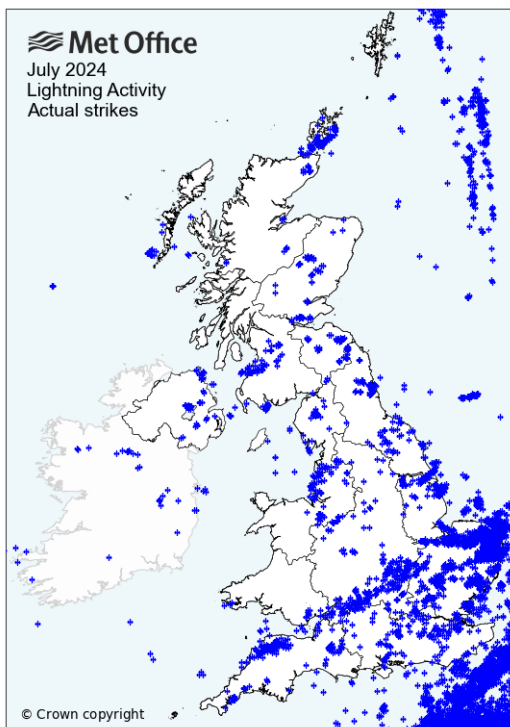 Met Office
July 2024
Lightning Activity
Actual strikes
© Crown copyright